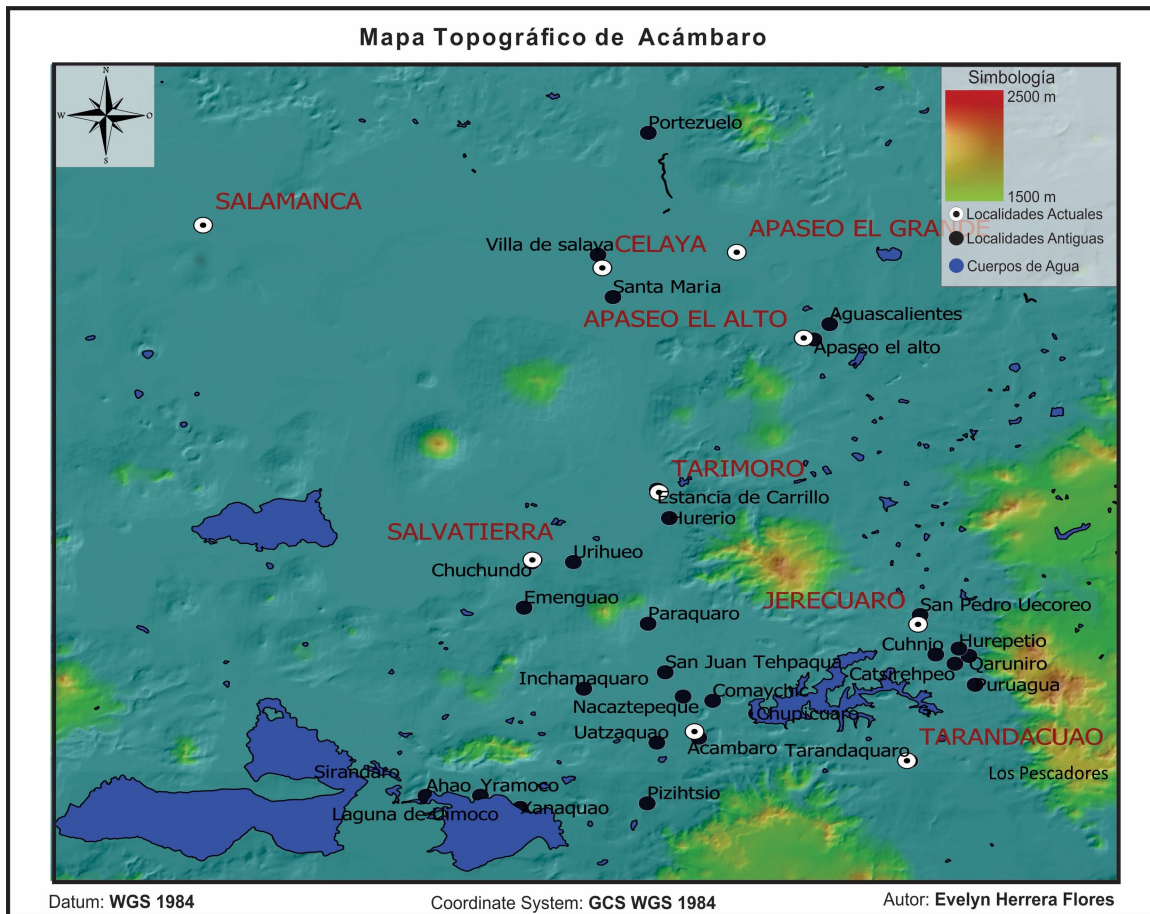 Mapa Topográfico de Acámbaro
N
W
O
S
Simbología
2500 m
1500 m
Localidades Actuales
Localidades Antiguas
Cuerpos de Agua
Portezuelo
SALAMANCA
APASEO EL GRANDE
Villa de salaya
CELAYA
Santa Maria
APASEO EL ALTO
Aguascalientes
Apaseo el alto
TARIMORO
Estancia de Carrillo
Hurerio
SALVATIERRA
Urihueo
Chuchundo
Emenguao
JERECUARO
San Pedro Uecoreo
Paraquaro
Cuhnio
Hurepetio
San Juan Tehpaqua
Qaruniro
Catsirehpeo
Puruagua
Inchamaquaro
Comaychic
Nacaztepeque
Chupicuaro
Uatzaquao
Acambaro
TARANDACUAO
Tarandaquaro
Los Pescadores
Sirandaro
Ahao
Yramoco
Pizihtsio
Xanaquao
Laguna de
Datum: WGS 1984
Coordinate System: GCS WGS 1984
Autor: Evelyn Herrera Flores